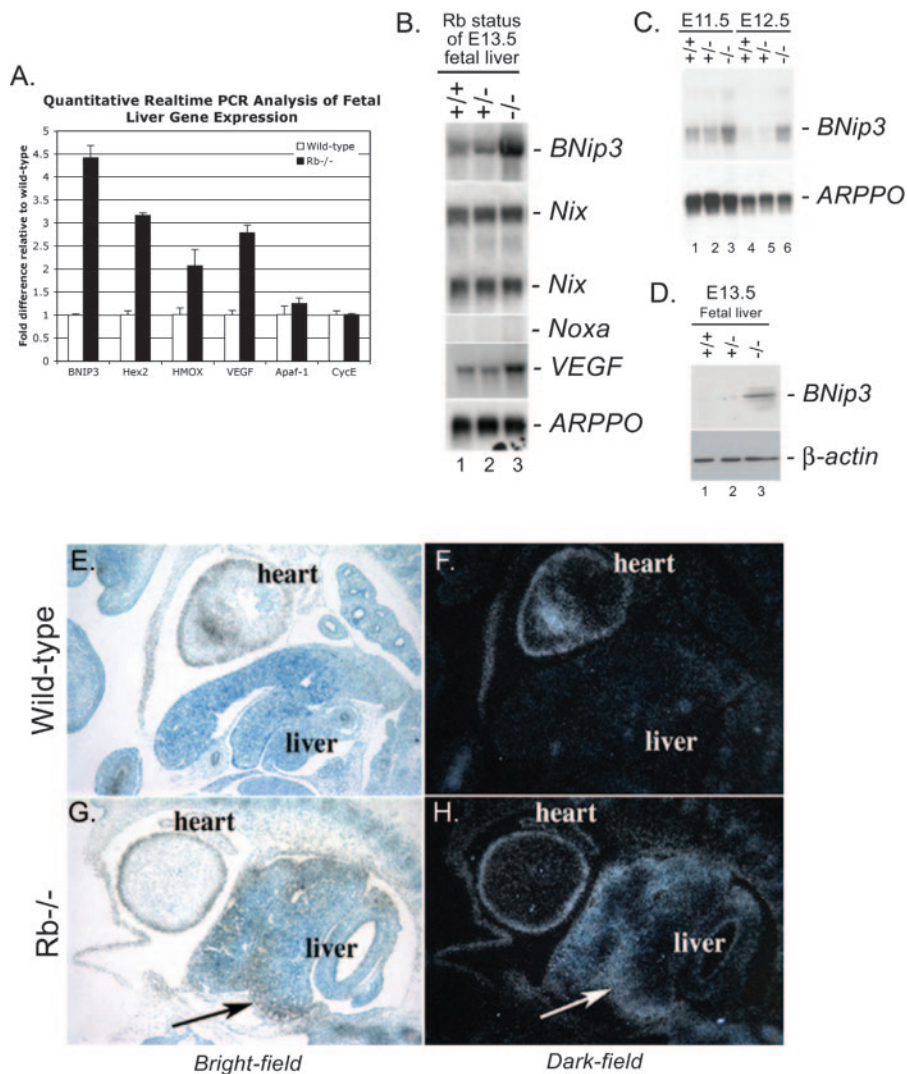 A.
Quantitative Realtime PCR Analysis of Fetal
Liver Gene Expression
Fold difference relative to wild-type
5
4.5
4
3.5
3
2.5
2
1.5
1
0.5
0
Wild-type
Rb-/-
BNIP3 Hex2 HMOX VEGF Apaf-1 CycE
B.
Rb status
of E13.5
fetal liver
+/+ +/- -/-
- BNip3
- Nix
- Nix
- Noxa
- VEGF
- ARPPO
1 2 3
C.
E11.5 E12.5
+/+ +/- -/- +/+ +/- -/-
- BNip3
- ARPPO
1 2 3 4 5 6
D.
E13.5
Fetal liver
+/+ +/- -/-
- BNip3
- β-actin
1 2 3
Wild-type
E.
heart
liver
F.
heart
liver
Rb-/-
G.
heart
liver
H.
heart
liver
Bright-field
Dark-field